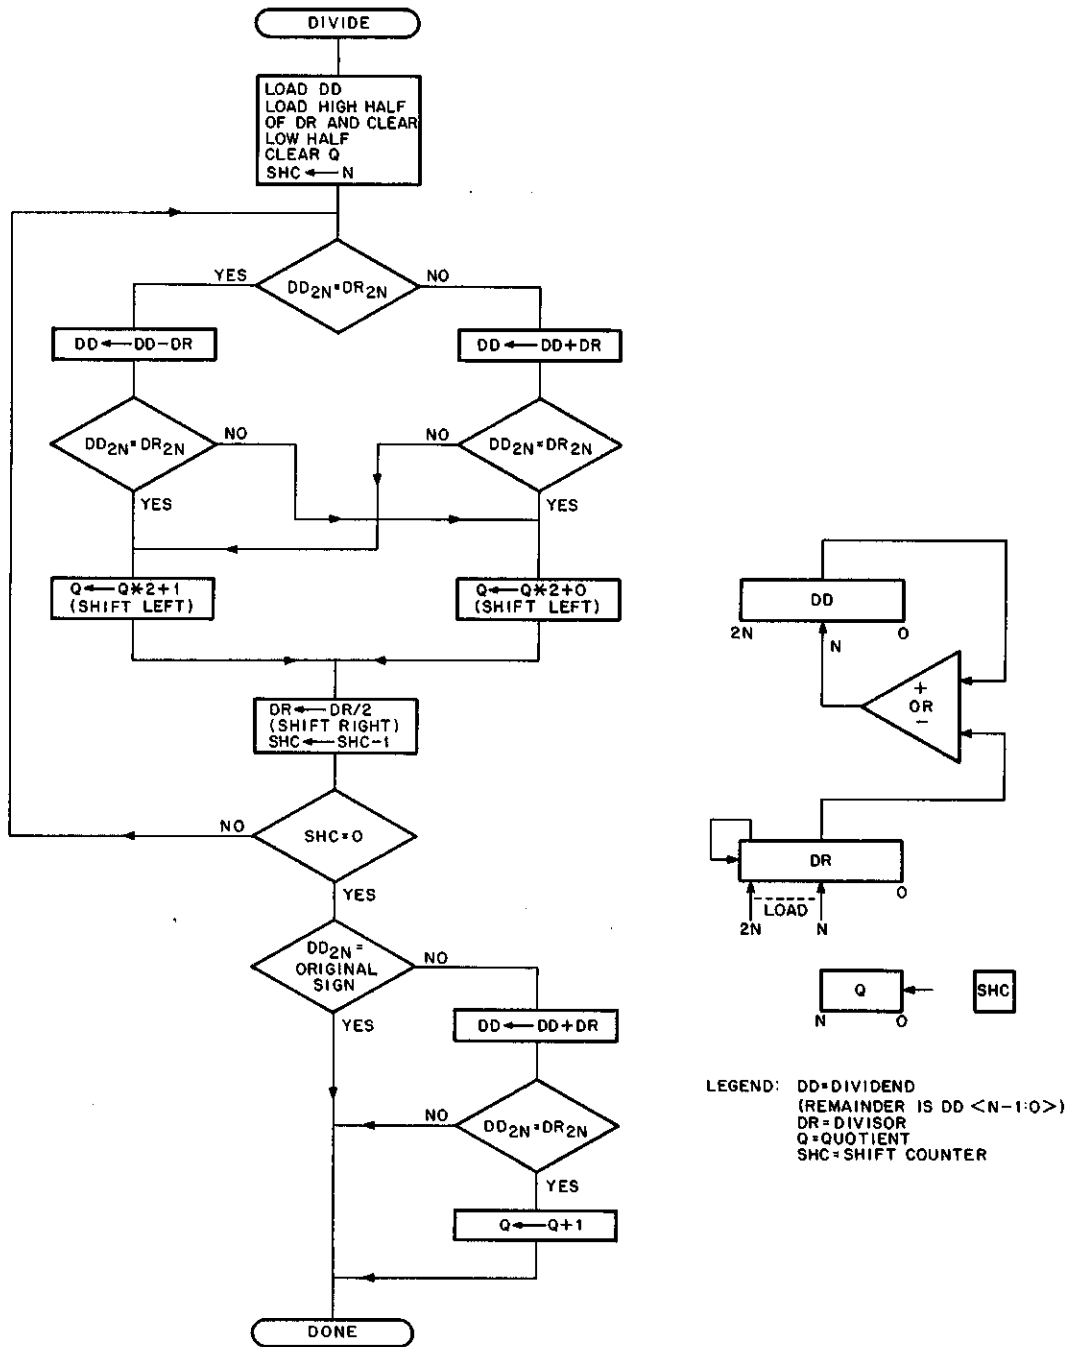 DIVIDE
LOAD DD
LOAD HIGH HALF
OF DR AND CLEAR
LOW HALF
CLEAR Q
SHC ← N
DD2N = DR2N
YES
NO
DD ← DD-DR
DD ← DD+DR
DD2N = DR2N
NO
YES
DD2N = DR2N
NO
YES
Q ← Q*2+1
(SHIFT LEFT)
Q ← Q*2+0
(SHIFT LEFT)
DR ← DR/2
(SHIFT RIGHT)
SHC ← SHC-1
SHC=0
NO
YES
DD2N =
ORIGINAL
SIGN
NO
YES
DD ← DD+DR
DD2N = DR2N
NO
YES
Q ← Q+1
DONE
DD
2N
N
0
+
OR
-
DR
0
LOAD
2N
N
Q
N
0
SHC
LEGEND: DD=DIVIDEND
(REMAINDER IS DD <N-1:0>)
DR=DIVISOR
Q=QUOTIENT
SHC=SHIFT COUNTER